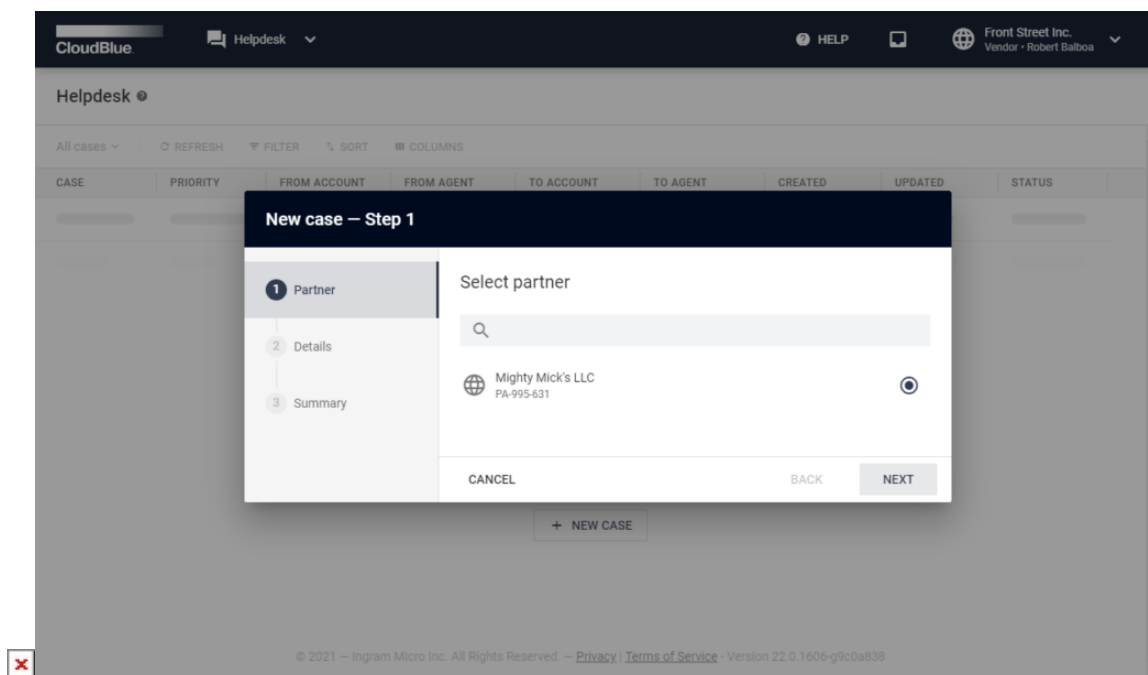 CloudBlue
Helpdesk
HELP
Front Street Inc.
Vendor • Robert Balboa
Helpdesk
All cases
REFRESH
FILTER
SORT
COLUMNS
CASE
PRIORITY
FROM ACCOUNT
FROM AGENT
TO ACCOUNT
TO AGENT
CREATED
UPDATED
STATUS
New case — Step 1
1 Partner
2 Details
3 Summary
Select partner
Mighty Mick's LLC
PA-995-631
CANCEL
BACK
NEXT
+ NEW CASE
© 2021 — Ingram Micro Inc. All Rights Reserved. — Privacy | Terms of Service - Version 22.0.1606-g9c0a838